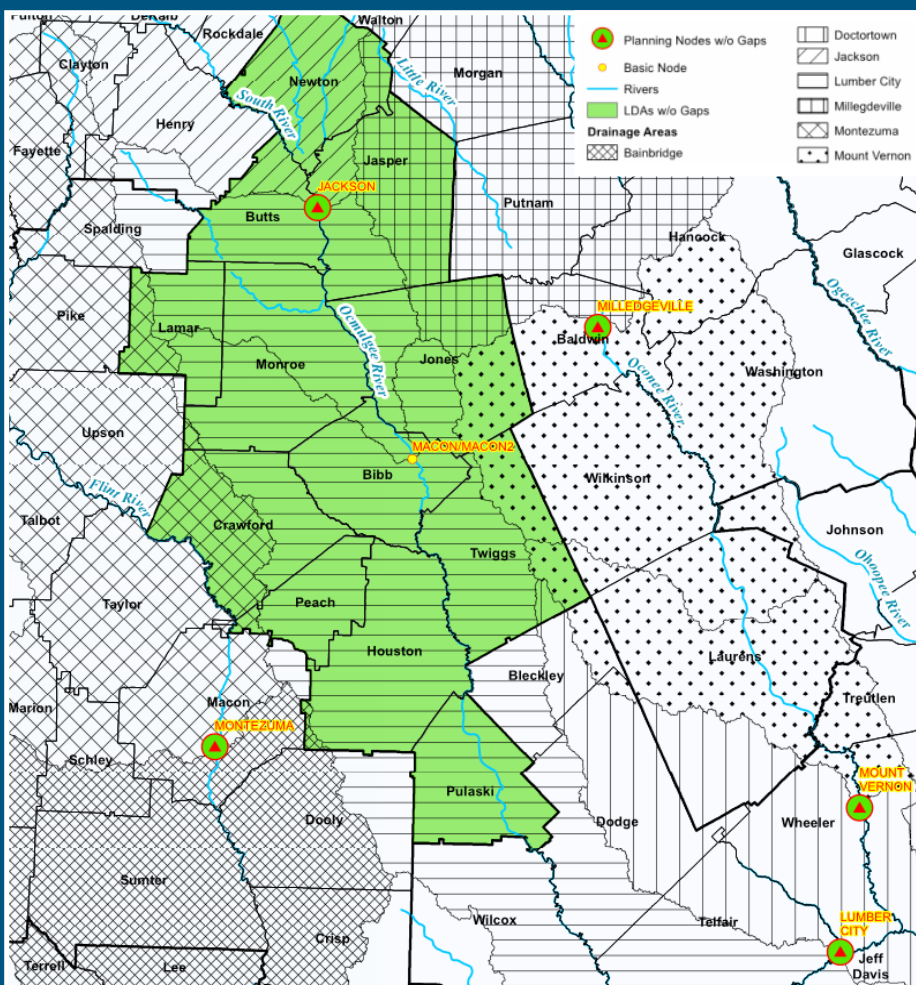 Fulton
DeKalb
Rockdale
Walton
Clayton
Newton
Little River
Morgan
South River
Henry
Fayette
Jasper
JACKSON
Putnam
Butts
Spalding
Hancock
Glascock
Ogeechee River
Pike
Lamar
Ocmulgee River
MILLEDGEVILLE
Baldwin
Monroe
Jones
Oconee River
Washington
Upson
MACON/MACON2
Bibb
Wilkinson
Flint River
Talbot
Crawford
Twiggs
Johnson
Ohoopee River
Taylor
Peach
Houston
Laurens
Bleckley
Macon
Marion
MONTEZUMA
Treutlen
Schley
MOUNT
VERNON
Pulaski
Dooly
Dodge
Wheeler
Sumter
Wilcox
Telfair
LUMBER
CITY
Crisp
Terrell
Lee
Jeff
Davis
Planning Nodes w/o Gaps
Basic Node
Rivers
LDAs w/o Gaps
Drainage Areas
Bainbridge
Doctortown
Jackson
Lumber City
Millegdeville
Montezuma
Mount Vernon